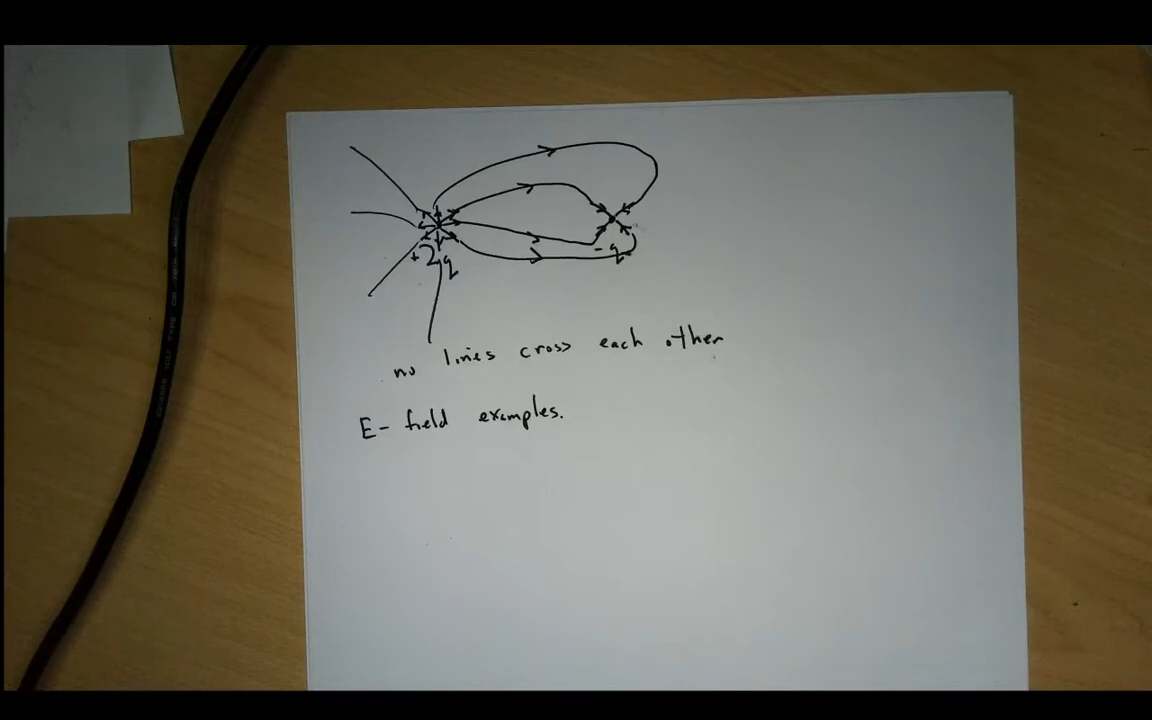 +2q
-q
no lines cross each other
E- field examples.